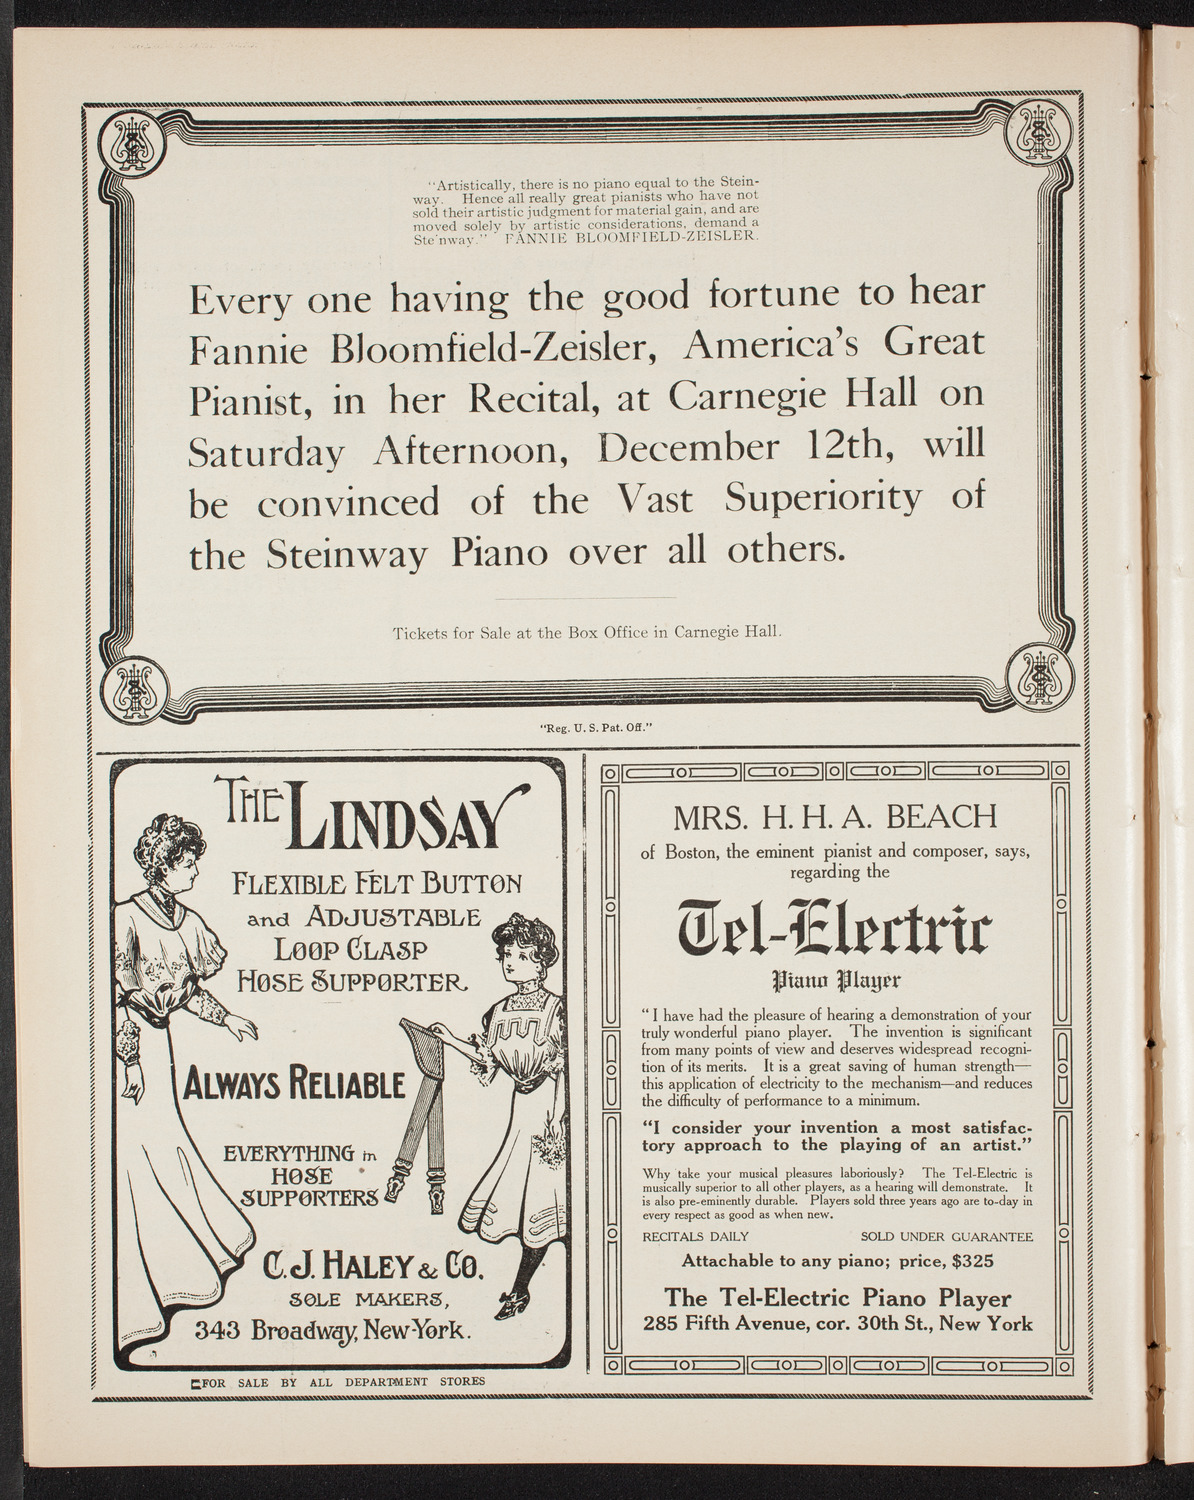 "Artistically, there is no piano equal to the Stein-
way. Hence all really great pianists who have not
sold their artistic judgment for material gain, and are
moved solely by artistic considerations, demand a
Ste'nway." FANNIE BLOOMFIELD-ZEISLER.
Every one having the good fortune to hear
Fannie Bloomfield-Zeisler, America's Great
Pianist, in her Recital, at Carnegie Hall on
Saturday Afternoon, December 12th, will
be convinced of the Vast Superiority of
the Steinway Piano over all others.
Tickets for Sale at the Box Office in Carnegie Hall.
"Reg. U. S. Pat. Off."
THE LINDSAY
FLEXIBLE FELT BUTTON
and ADJUSTABLE
LOOP CLASP
HOSE SUPPORTER
ALWAYS RELIABLE
EVERYTHING in
HOSE
SUPPORTERS
C. J. HALEY & CO.
SOLE MAKERS,
343 Broadway, New-York.
FOR SALE BY ALL DEPARTMENT STORES
MRS. H. H. A. BEACH
of Boston, the eminent pianist and composer, says,
regarding the
Tel-Electric
Piano Player
"I have had the pleasure of hearing a demonstration of your
truly wonderful piano player. The invention is significant
from many points of view and deserves widespread recogni-
tion of its merits. It is a great saving of human strength—
this application of electricity to the mechanism—and reduces
the difficulty of performance to a minimum.
"I consider your invention a most satisfac-
tory approach to the playing of an artist."
Why take your musical pleasures laboriously? The Tel-Electric is
musically superior to all other players, as a hearing will demonstrate. It
is also pre-eminently durable. Players sold three years ago are to-day in
every respect as good as when new.
RECITALS DAILY SOLD UNDER GUARANTEE
Attachable to any piano; price, $325
The Tel-Electric Piano Player
285 Fifth Avenue, cor. 30th St., New York